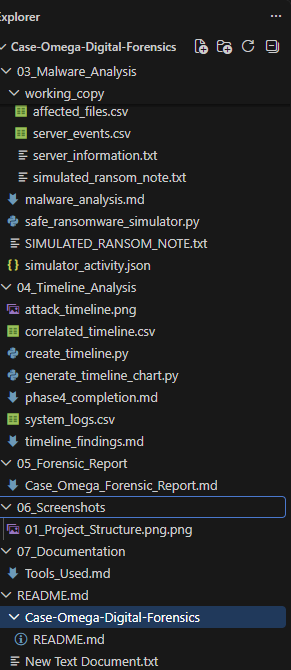 Explorer
Case-Omega-Digital-Forensics
03_Malware_Analysis
working_copy
affected_files.csv
server_events.csv
server_information.txt
simulated_ransom_note.txt
malware_analysis.md
safe_ransomware_simulator.py
SIMULATED_RANSOM_NOTE.txt
simulator_activity.json
04_Timeline_Analysis
attack_timeline.png
correlated_timeline.csv
create_timeline.py
generate_timeline_chart.py
phase4_completion.md
system_logs.csv
timeline_findings.md
05_Forensic_Report
Case_Omega_Forensic_Report.md
06_Screenshots
01_Project_Structure.png.png
07_Documentation
Tools_Used.md
README.md
Case-Omega-Digital-Forensics
README.md
New Text Document.txt